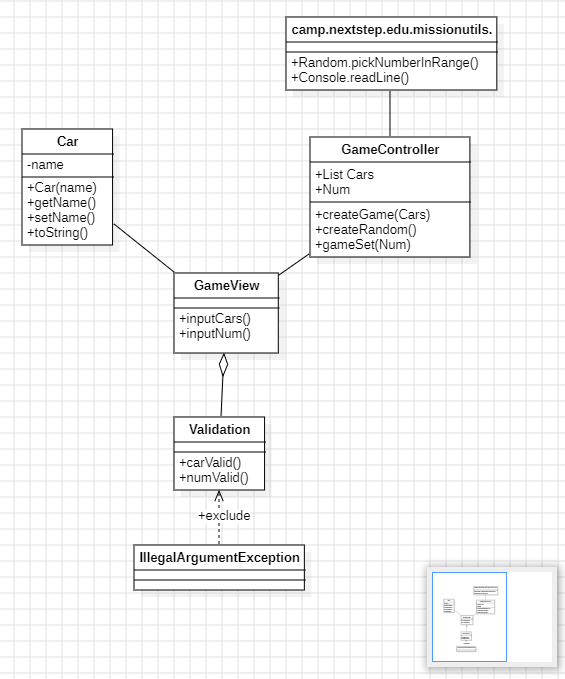 camp.nextstep.edu.missionutils.
+Random.pickNumberInRange()
+Console.readLine()
Car
-name
+Car(name)
+getName()
+setName()
+toString()
GameController
+List Cars
+Num
+createGame(Cars)
+createRandom()
+gameSet(Num)
GameView
+inputCars()
+inputNum()
Validation
+carValid()
+numValid()
+exclude
IllegalArgumentException